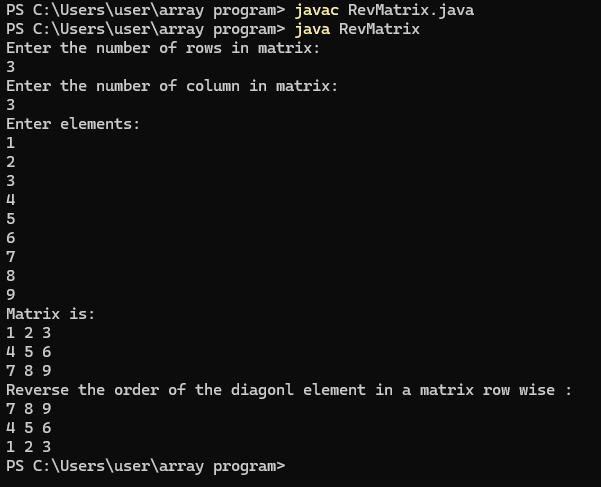 PS C:\Users\user\array program> javac RevMatrix.java
PS C:\Users\user\array program> java RevMatrix
Enter the number of rows in matrix:
3
Enter the number of column in matrix:
3
Enter elements:
1
2
3
4
5
6
7
8
9
Matrix is:
1 2 3
4 5 6
7 8 9
Reverse the order of the diagonl element in a matrix row wise :
7 8 9
4 5 6
1 2 3
PS C:\Users\user\array program>